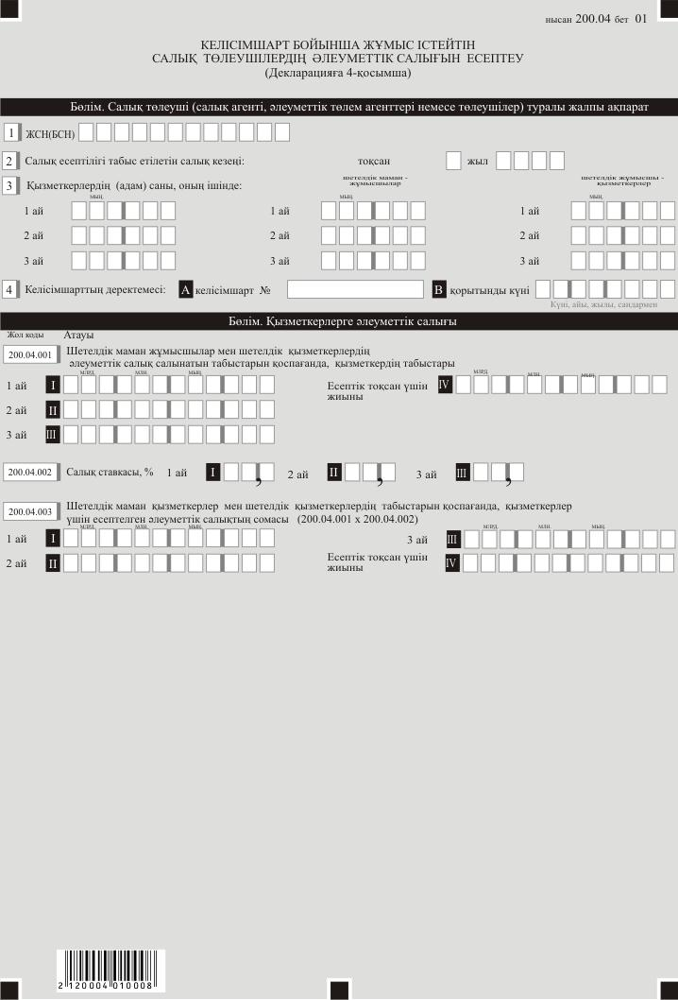 нысан 200.04 бет 01
КЕЛІСІМШАРТ БОЙЫНША ЖҰМЫС ІСТЕЙТІН
САЛЫҚ ТӨЛЕУШІЛЕРДІҢ ӘЛЕУМЕТТІК САЛЫҒЫН ЕСЕПТЕУ
(Декларацияға 4-қосымша)
Бөлім. Салық төлеуші (салық агенті, әлеуметтік төлем агенттері немесе төлеушілер) туралы жалпы ақпарат
1 ЖСН(БСН)
2 Салық есептілігі табыс етілетін салық кезеңі: тоқсан жыл
3 Қызметкерлердің (адам) саны, оның ішінде: шетелдік маман - жұмысшылар шетелдік жұмысшы - қызметкерлер
мың. мың. мың.
1 ай 1 ай 1 ай
2 ай 2 ай 2 ай
3 ай 3 ай 3 ай
4 Келісімшарттың деректемесі: A келісімшарт № B қорытынды күні
Күні, айы, жылы, сандармен
Бөлім. Қызметкерлерге әлеуметтік салығы
Жол коды Атауы
200.04.001 Шетелдік маман жұмысшылар мен шетелдік қызметкерлердің
әлеуметтік салық салынатын табыстарын қоспағанда, қызметкердің табыстары
млрд. млн. мың. млрд. млн. мың.
1 ай I Есептік тоқсан үшін жиыны IV
2 ай II
3 ай III
200.04.002 Салық ставкасы, % 1 ай I , 2 ай II , 3 ай III ,
200.04.003 Шетелдік маман қызметкерлер мен шетелдік қызметкерлердің табыстарын қоспағанда, қызметкерлер
үшін есептелген әлеуметтік салықтың сомасы (200.04.001 х 200.04.002)
млрд. млн. мың. млрд. млн. мың.
1 ай I 3 ай III
2 ай II Есептік тоқсан үшін жиыны IV
2 120004 010008